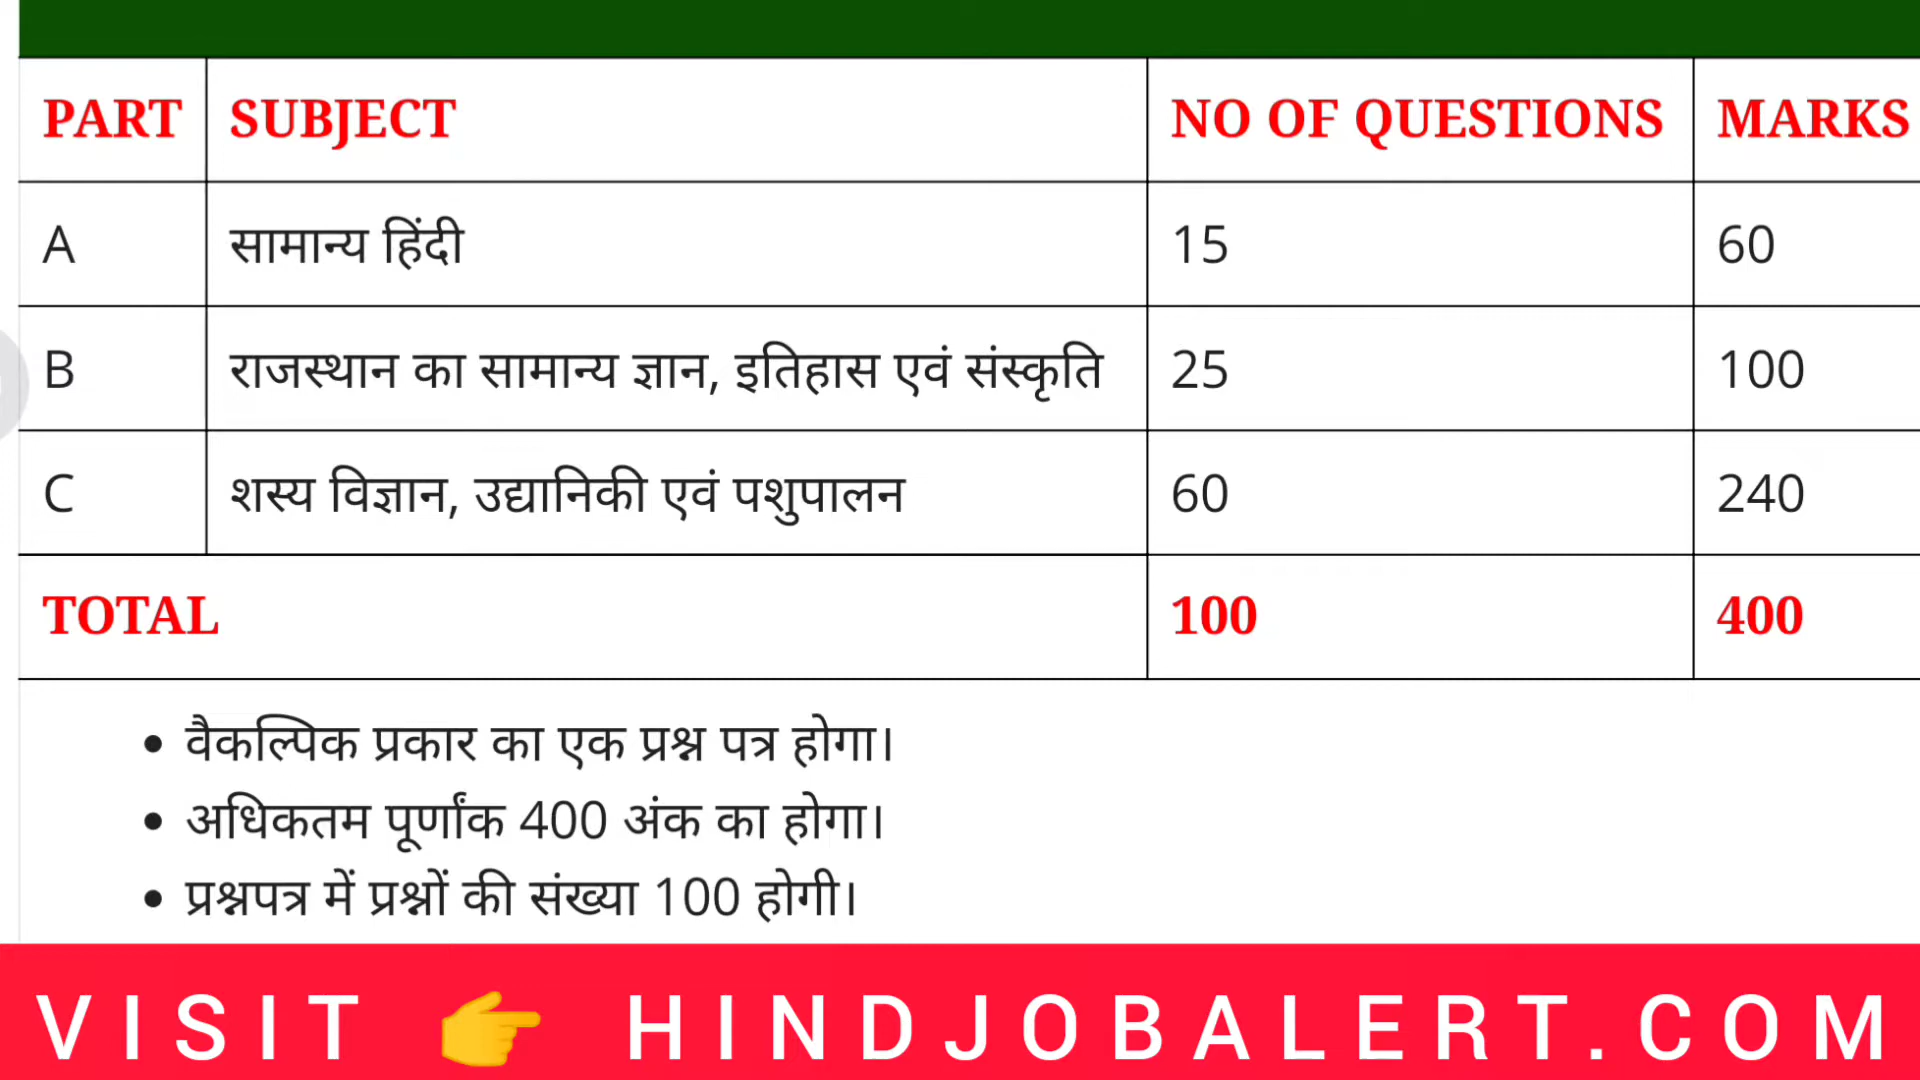 PART SUBJECT NO OF QUESTIONS MARKS
A सामान्य हिंदी 15 60
B राजस्थान का सामान्य ज्ञान, इतिहास एवं संस्कृति 25 100
C शस्य विज्ञान, उद्यानिकी एवं पशुपालन 60 240
TOTAL 100 400
• वैकल्पिक प्रकार का एक प्रश्न पत्र होगा।
• अधिकतम पूर्णांक 400 अंक का होगा।
• प्रश्नपत्र में प्रश्नों की संख्या 100 होगी।
VISIT 👉 HINDJOBALERT.COM